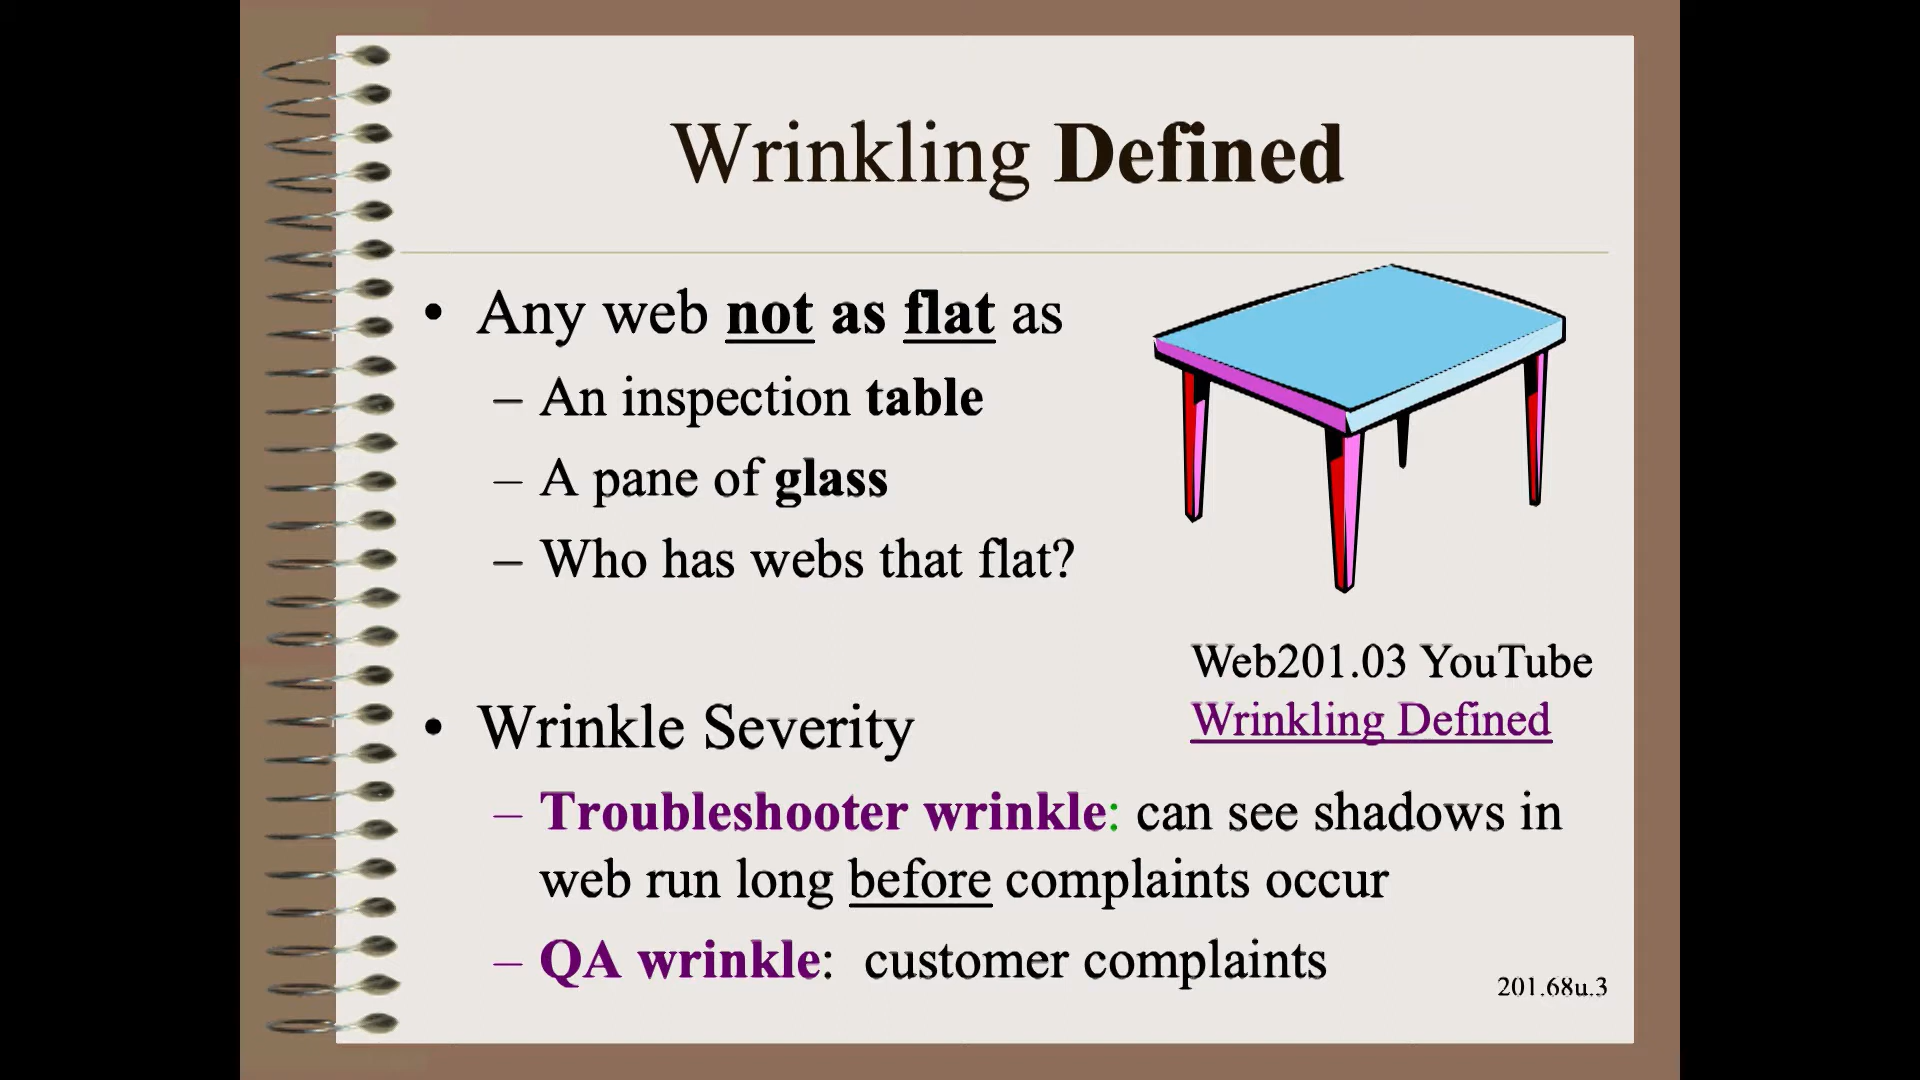 Wrinkling Defined
• Any web not as flat as
– An inspection table
– A pane of glass
– Who has webs that flat?
Web201.03 YouTube
Wrinkling Defined
• Wrinkle Severity
– Troubleshooter wrinkle: can see shadows in
web run long before complaints occur
– QA wrinkle:  customer complaints
201.68u.3